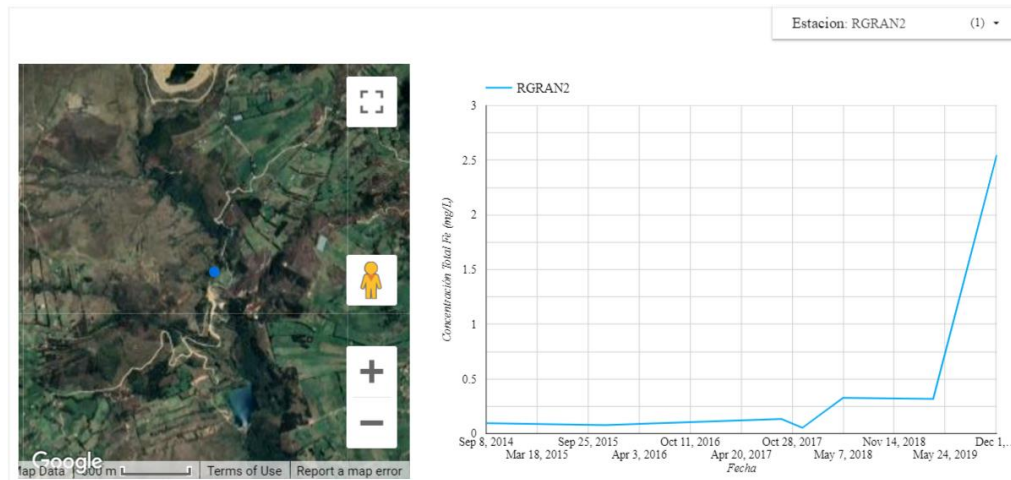 Estacion: RGRAN2 (1)
RGRAN2
Concentración Total Fe (mg/L)
3
2.5
2
1.5
1
0.5
0
Sep 8, 2014 Sep 25, 2015 Oct 11, 2016 Oct 28, 2017 Nov 14, 2018 Dec 1,...
Mar 18, 2015 Apr 3, 2016 Apr 20, 2017 May 7, 2018 May 24, 2019
Fecha
Google
Map Data 500 m Terms of Use Report a map error